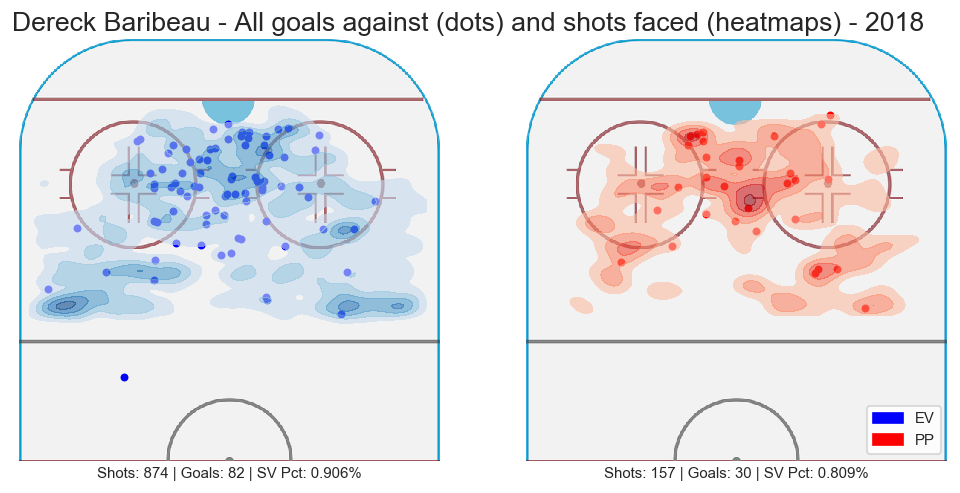 Dereck Baribeau - All goals against (dots) and shots faced (heatmaps) - 2018
EV
PP
Shots: 874 | Goals: 82 | SV Pct: 0.906%
Shots: 157 | Goals: 30 | SV Pct: 0.809%